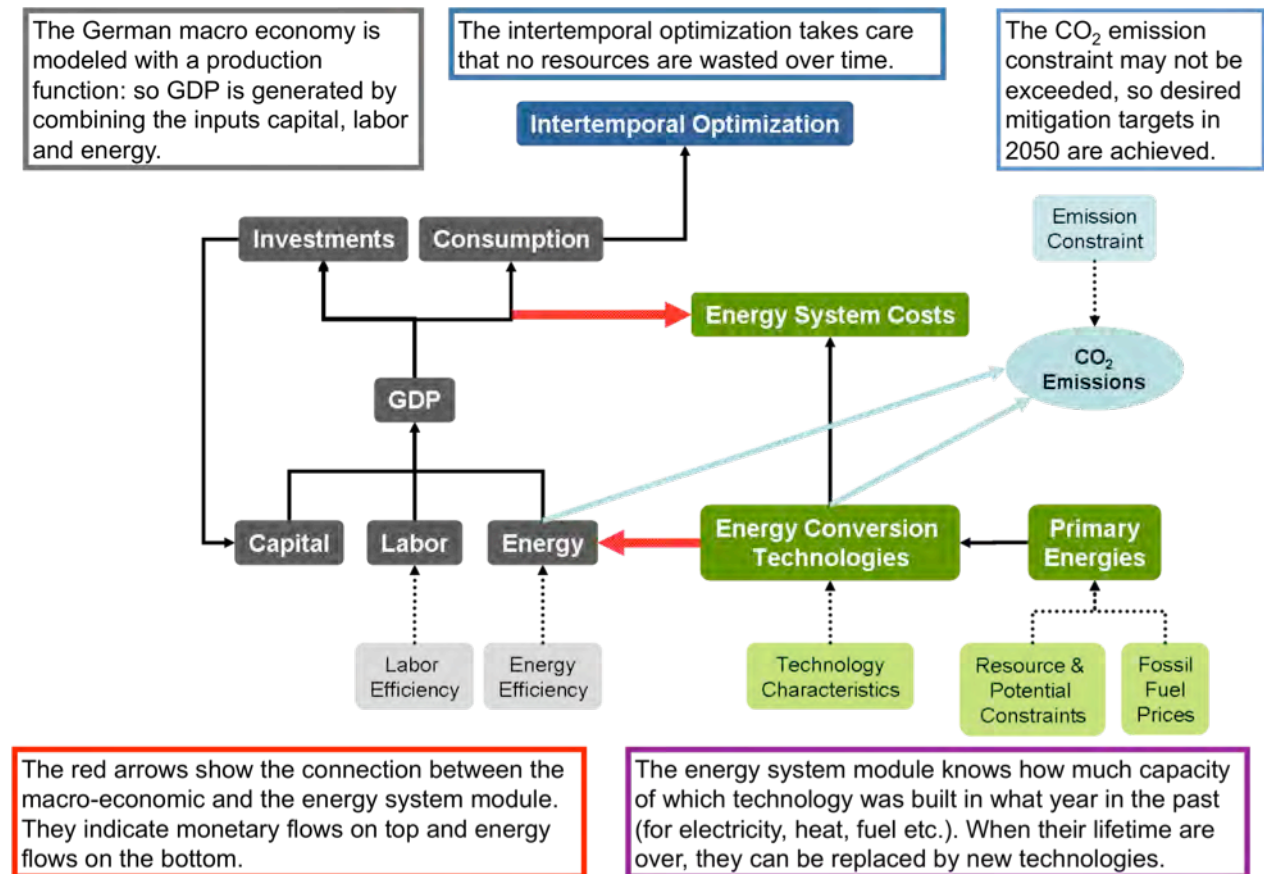 The German macro economy is
modeled with a production
function: so GDP is generated by
combining the inputs capital, labor
and energy.
The intertemporal optimization takes care
that no resources are wasted over time.
The CO₂ emission
constraint may not be
exceeded, so desired
mitigation targets in
2050 are achieved.
Intertemporal Optimization
Emission
Constraint
Investments
Consumption
Energy System Costs
CO₂
Emissions
GDP
Capital
Labor
Energy
Energy Conversion
Technologies
Primary
Energies
Labor
Efficiency
Energy
Efficiency
Technology
Characteristics
Resource &
Potential
Constraints
Fossil
Fuel
Prices
The red arrows show the connection between the
macro-economic and the energy system module.
They indicate monetary flows on top and energy
flows on the bottom.
The energy system module knows how much capacity
of which technology was built in what year in the past
(for electricity, heat, fuel etc.). When their lifetime are
over, they can be replaced by new technologies.